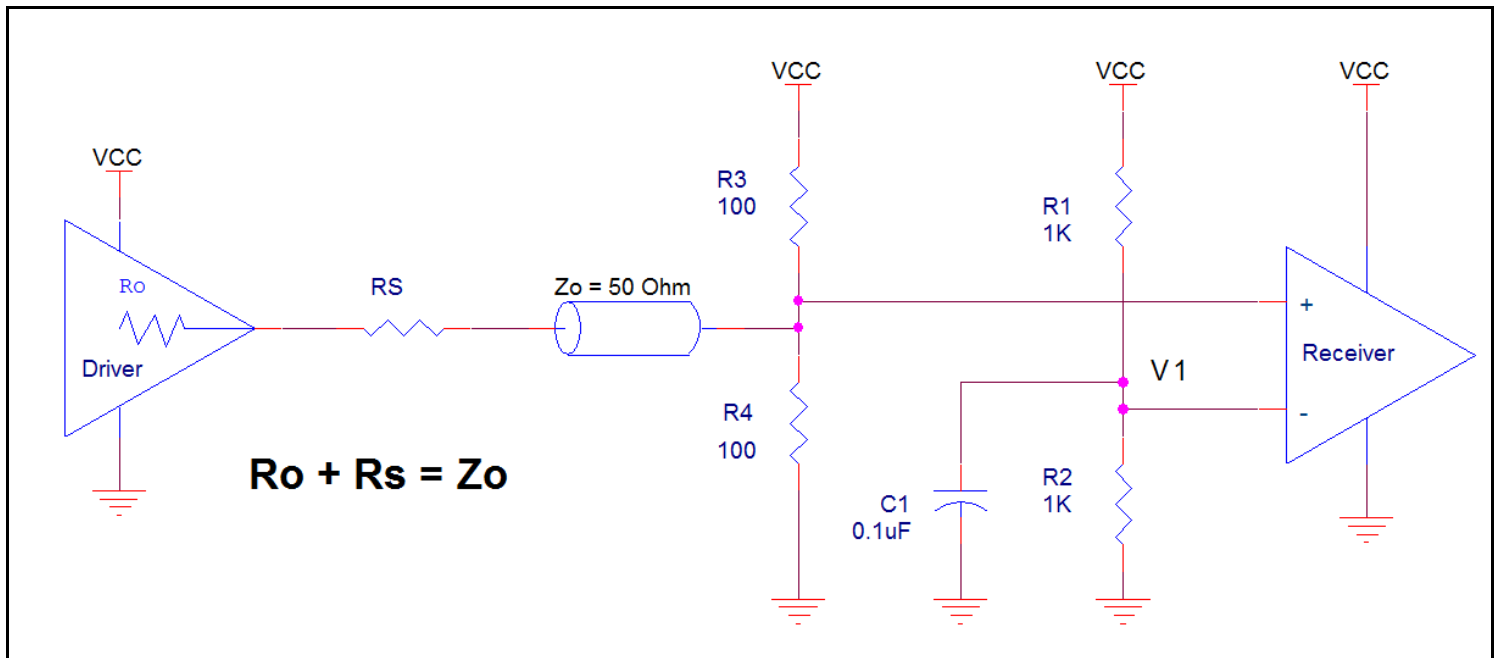 VCC
VCC
VCC
VCC
R3
100
R1
1K
Ro
RS
Zo = 50 Ohm
+
Driver
Receiver
V1
R4
100
-
Ro + Rs = Zo
R2
1K
C1
0.1uF